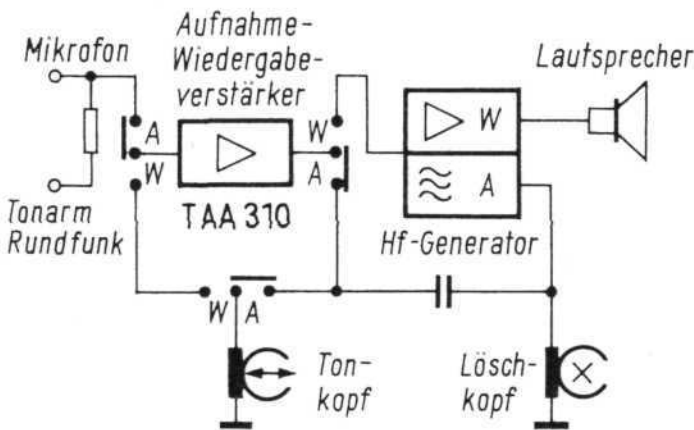 Mikrofon
Tonarm
Rundfunk
A
W
Aufnahme-
Wiedergabe-
verstärker
TAA 310
W
A
W
A
Hf-Generator
Lautsprecher
W A
Ton-
kopf
Lösch-
kopf